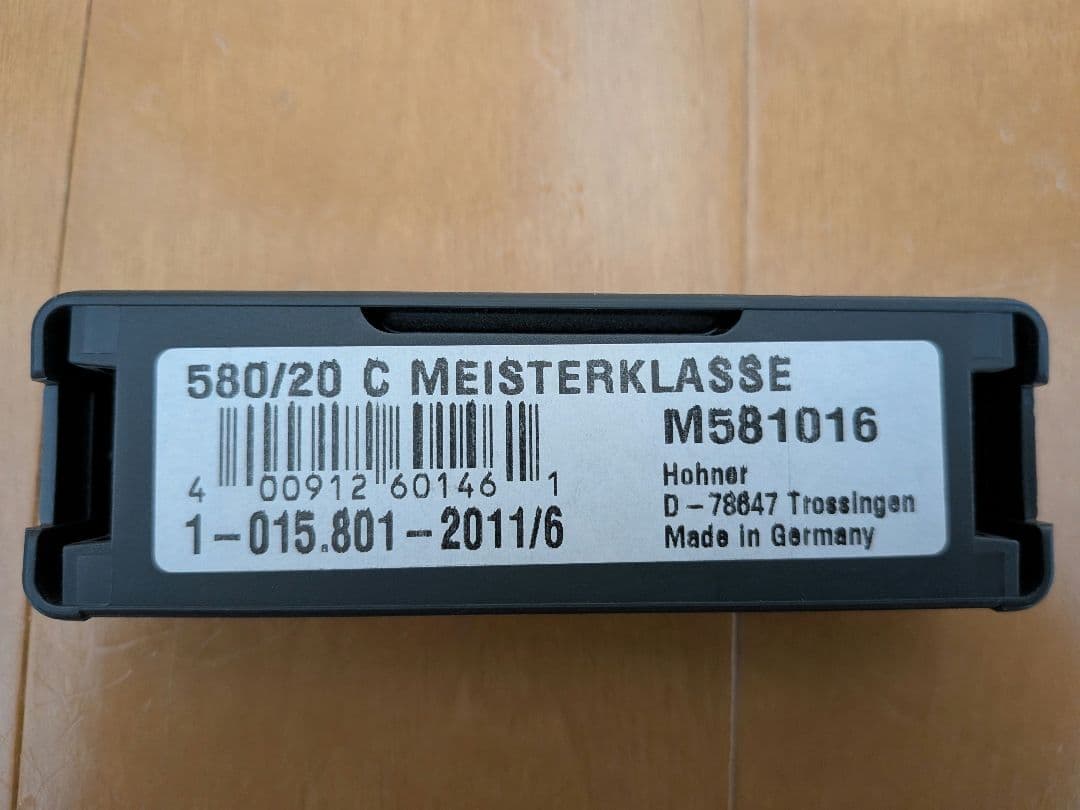 580/20 C MEISTERKLASSE
M581016
4 00912 60146 1
1-015.801-2011/6
Hohner
D-78647 Trossingen
Made in Germany